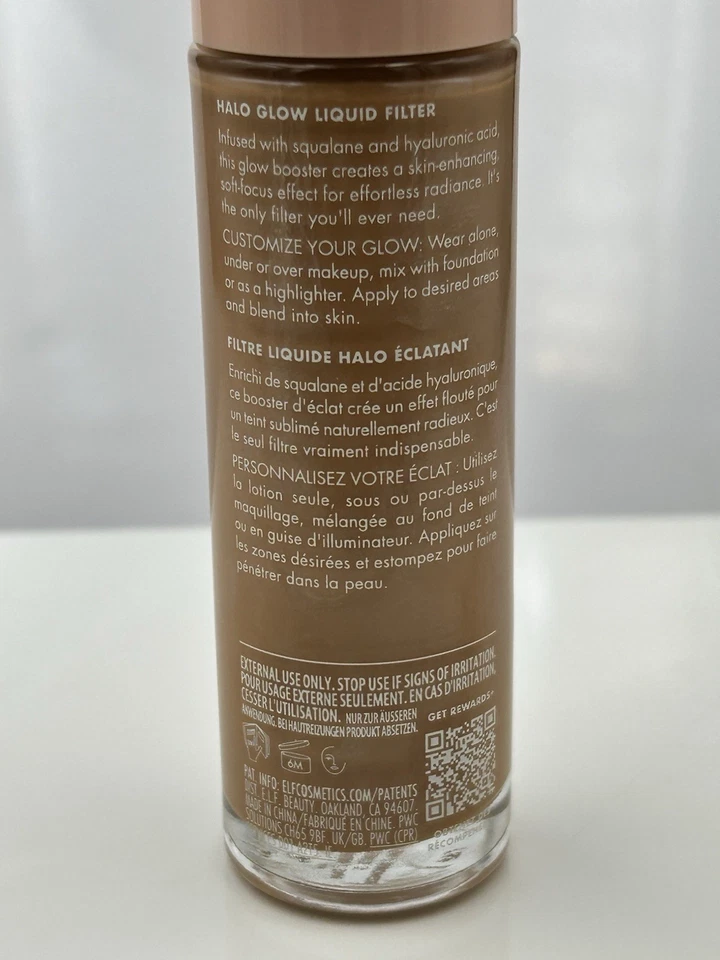 HALO GLOW LIQUID FILTER
Infused with squalane and hyaluronic acid,
this glow booster creates a skin-enhancing,
soft-focus effect for effortless radiance. It's
the only filter you'll ever need.
CUSTOMIZE YOUR GLOW: Wear alone,
under or over makeup, mix with foundation
or as a highlighter. Apply to desired areas
and blend into skin.
FILTRE LIQUIDE HALO ÉCLATANT
Enrichi de squalane et d'acide hyaluronique,
ce booster d'éclat crée un effet flouté pour
un teint sublimé naturellement radieux. C'est
le seul filtre vraiment indispensable.
PERSONNALISEZ VOTRE ÉCLAT : Utilisez
la lotion seule, sous ou par-dessus le
maquillage, mélangée au fond de teint
ou en guise d'illuminateur. Appliquez sur
les zones désirées et estompez pour faire
pénétrer dans la peau.
EXTERNAL USE ONLY. STOP USE IF SIGNS OF IRRITATION.
POUR USAGE EXTERNE SEULEMENT. EN CAS D'IRRITATION,
CESSER L'UTILISATION. NUR ZUR ÄUSSEREN
ANWENDUNG. BEI HAUTREIZUNGEN PRODUKT ABSETZEN.
GET REWARDS*
6M
PAT. INFO: ELFCOSMETICS.COM/PATENTS
DIST. E.L.F. BEAUTY, OAKLAND, CA 94607.
MADE IN CHINA/FABRIQUÉ EN CHINE. PWC
SOLUTIONS CH65 9BF. UK/GB. PWC (CPR)